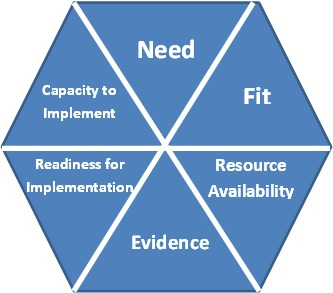 Need
Fit
Resource
Availability
Evidence
Readiness for
Implementation
Capacity to
Implement